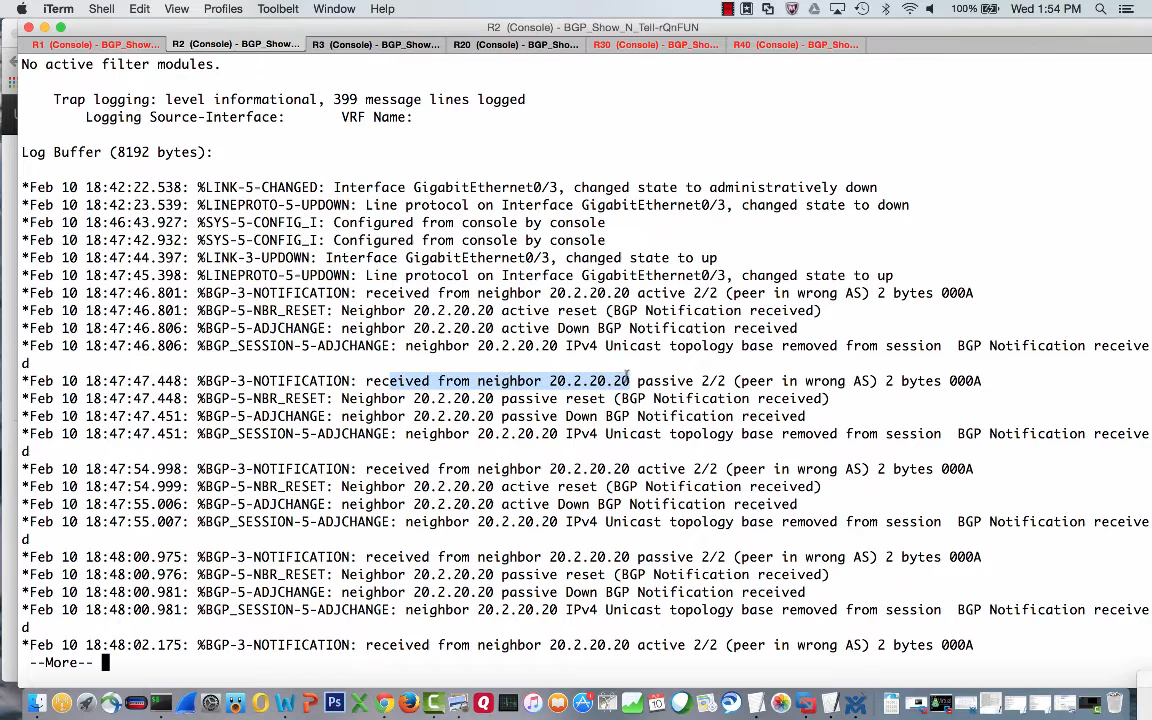 iTerm Shell Edit View Profiles Toolbelt Window Help 100% Wed 1:54 PM
R2 (Console) - BGP_Show_N_Tell-rQnFUN
R1 (Console) - BGP_Show... R2 (Console) - BGP_Show... R3 (Console) - BGP_Show... R20 (Console) - BGP_Sho... R30 (Console) - BGP_Sho... R40 (Console) - BGP_Sho...
No active filter modules.
Trap logging: level informational, 399 message lines logged
Logging Source-Interface: VRF Name:
Log Buffer (8192 bytes):
*Feb 10 18:42:22.538: %LINK-5-CHANGED: Interface GigabitEthernet0/3, changed state to administratively down
*Feb 10 18:42:23.539: %LINEPROTO-5-UPDOWN: Line protocol on Interface GigabitEthernet0/3, changed state to down
*Feb 10 18:46:43.927: %SYS-5-CONFIG_I: Configured from console by console
*Feb 10 18:47:42.932: %SYS-5-CONFIG_I: Configured from console by console
*Feb 10 18:47:44.397: %LINK-3-UPDOWN: Interface GigabitEthernet0/3, changed state to up
*Feb 10 18:47:45.398: %LINEPROTO-5-UPDOWN: Line protocol on Interface GigabitEthernet0/3, changed state to up
*Feb 10 18:47:46.801: %BGP-3-NOTIFICATION: received from neighbor 20.2.20.20 active 2/2 (peer in wrong AS) 2 bytes 000A
*Feb 10 18:47:46.801: %BGP-5-NBR_RESET: Neighbor 20.2.20.20 active reset (BGP Notification received)
*Feb 10 18:47:46.806: %BGP-5-ADJCHANGE: neighbor 20.2.20.20 active Down BGP Notification received
*Feb 10 18:47:46.806: %BGP_SESSION-5-ADJCHANGE: neighbor 20.2.20.20 IPv4 Unicast topology base removed from session  BGP Notification receive
d
*Feb 10 18:47:47.448: %BGP-3-NOTIFICATION: received from neighbor 20.2.20.20 passive 2/2 (peer in wrong AS) 2 bytes 000A
*Feb 10 18:47:47.448: %BGP-5-NBR_RESET: Neighbor 20.2.20.20 passive reset (BGP Notification received)
*Feb 10 18:47:47.451: %BGP-5-ADJCHANGE: neighbor 20.2.20.20 passive Down BGP Notification received
*Feb 10 18:47:47.451: %BGP_SESSION-5-ADJCHANGE: neighbor 20.2.20.20 IPv4 Unicast topology base removed from session  BGP Notification receive
d
*Feb 10 18:47:54.998: %BGP-3-NOTIFICATION: received from neighbor 20.2.20.20 active 2/2 (peer in wrong AS) 2 bytes 000A
*Feb 10 18:47:54.999: %BGP-5-NBR_RESET: Neighbor 20.2.20.20 active reset (BGP Notification received)
*Feb 10 18:47:55.006: %BGP-5-ADJCHANGE: neighbor 20.2.20.20 active Down BGP Notification received
*Feb 10 18:47:55.007: %BGP_SESSION-5-ADJCHANGE: neighbor 20.2.20.20 IPv4 Unicast topology base removed from session  BGP Notification receive
d
*Feb 10 18:48:00.975: %BGP-3-NOTIFICATION: received from neighbor 20.2.20.20 passive 2/2 (peer in wrong AS) 2 bytes 000A
*Feb 10 18:48:00.976: %BGP-5-NBR_RESET: Neighbor 20.2.20.20 passive reset (BGP Notification received)
*Feb 10 18:48:00.981: %BGP-5-ADJCHANGE: neighbor 20.2.20.20 passive Down BGP Notification received
*Feb 10 18:48:00.981: %BGP_SESSION-5-ADJCHANGE: neighbor 20.2.20.20 IPv4 Unicast topology base removed from session  BGP Notification receive
d
*Feb 10 18:48:02.175: %BGP-3-NOTIFICATION: received from neighbor 20.2.20.20 active 2/2 (peer in wrong AS) 2 bytes 000A
--More--